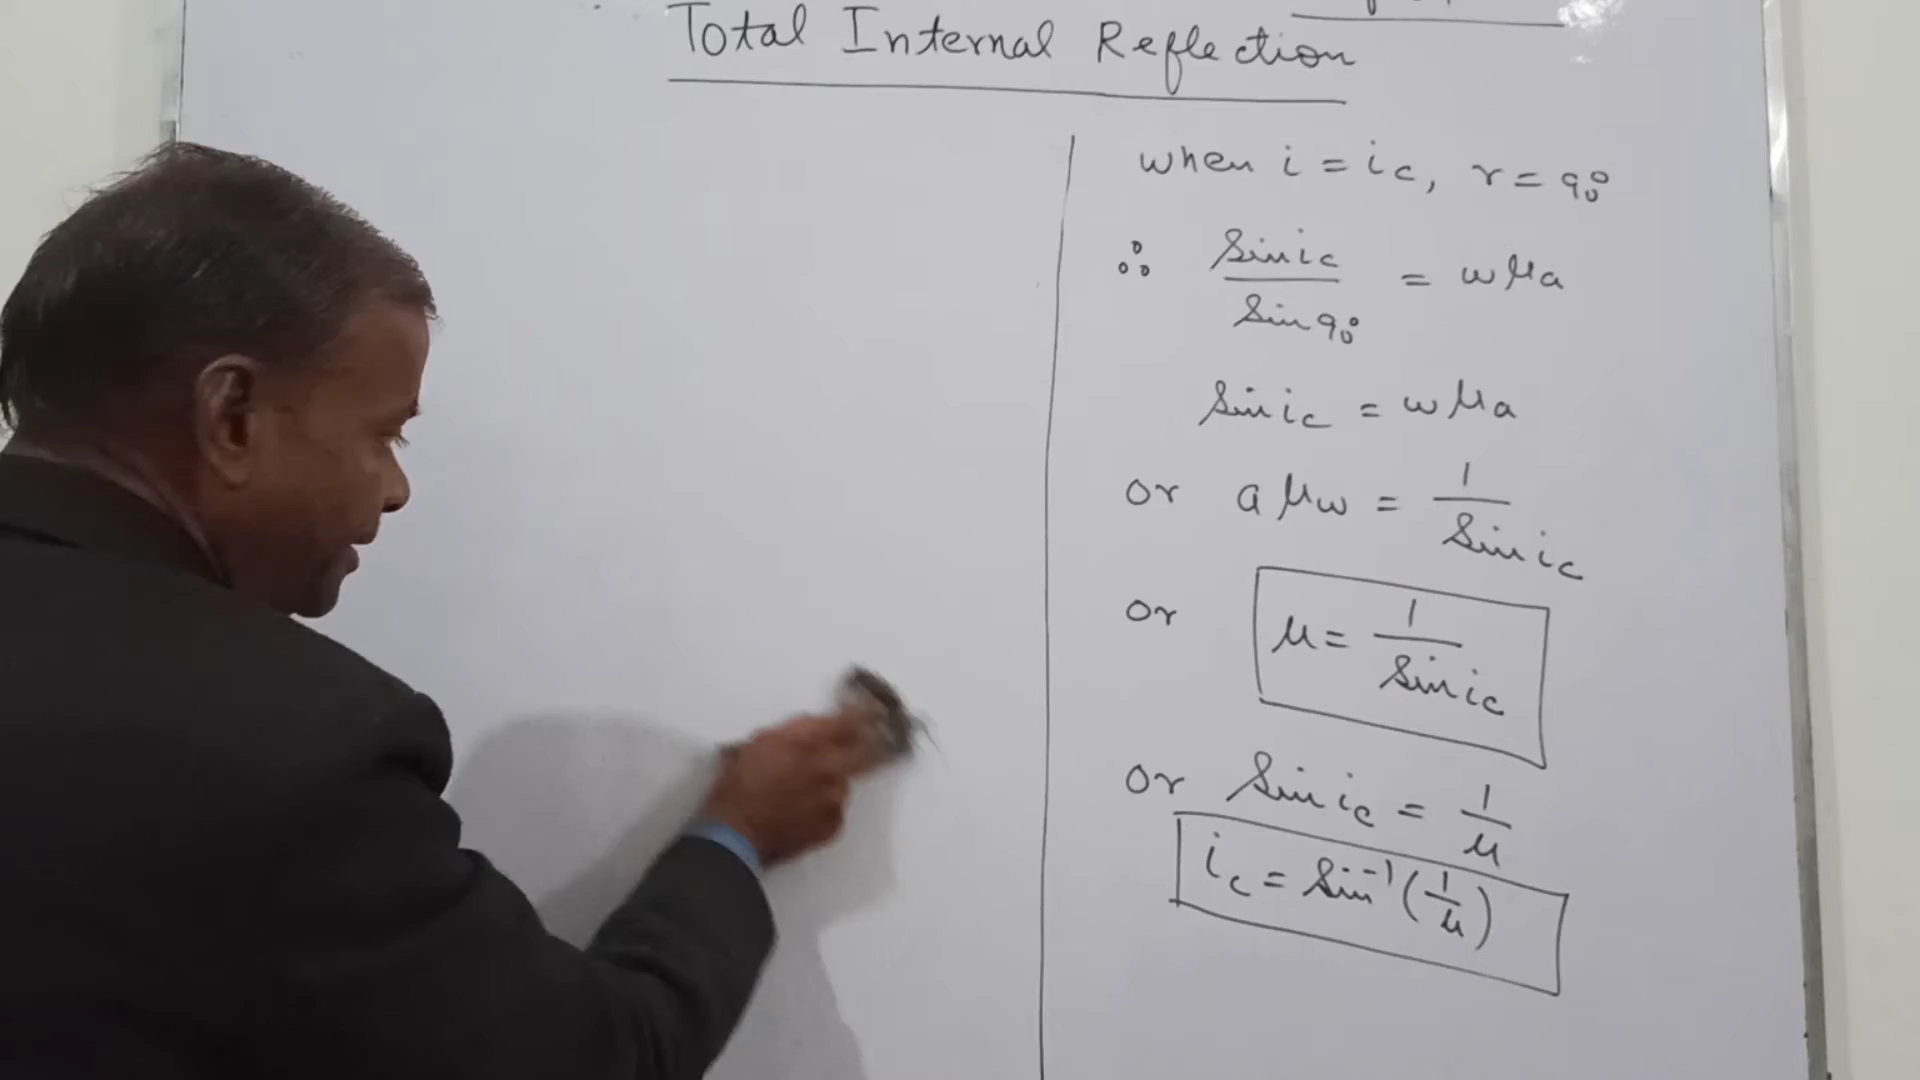 Total Internal Reflection
when i = ic, r = 90°
∴ sin ic / sin 90° = wμa
sin ic = wμa
or aμw = 1 / sin ic
or μ = 1 / sin ic
or sin ic = 1 / μ
ic = sin⁻¹(1/μ)